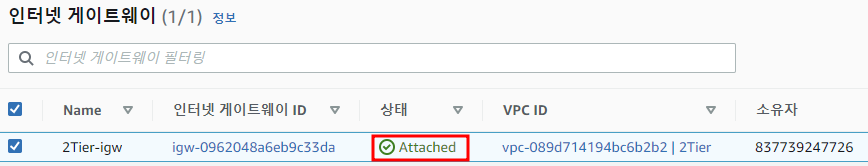 인터넷 게이트웨이 (1/1) 정보
인터넷 게이트웨이 필터링
Name 인터넷 게이트웨이 ID 상태 VPC ID 소유자
2Tier-igw igw-0962048a6eb9c33da Attached vpc-089d714194bc6b2b2 | 2Tier 837739247726